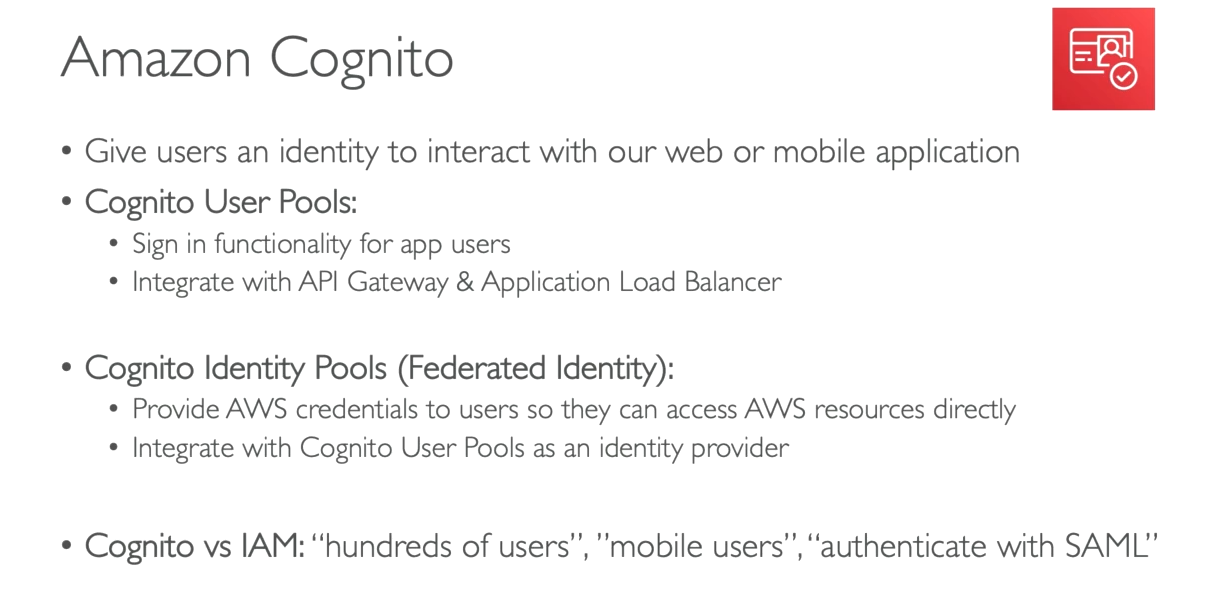 Amazon Cognito
• Give users an identity to interact with our web or mobile application
• Cognito User Pools:
• Sign in functionality for app users
• Integrate with API Gateway & Application Load Balancer
• Cognito Identity Pools (Federated Identity):
• Provide AWS credentials to users so they can access AWS resources directly
• Integrate with Cognito User Pools as an identity provider
• Cognito vs IAM: “hundreds of users”, ”mobile users”, “authenticate with SAML”